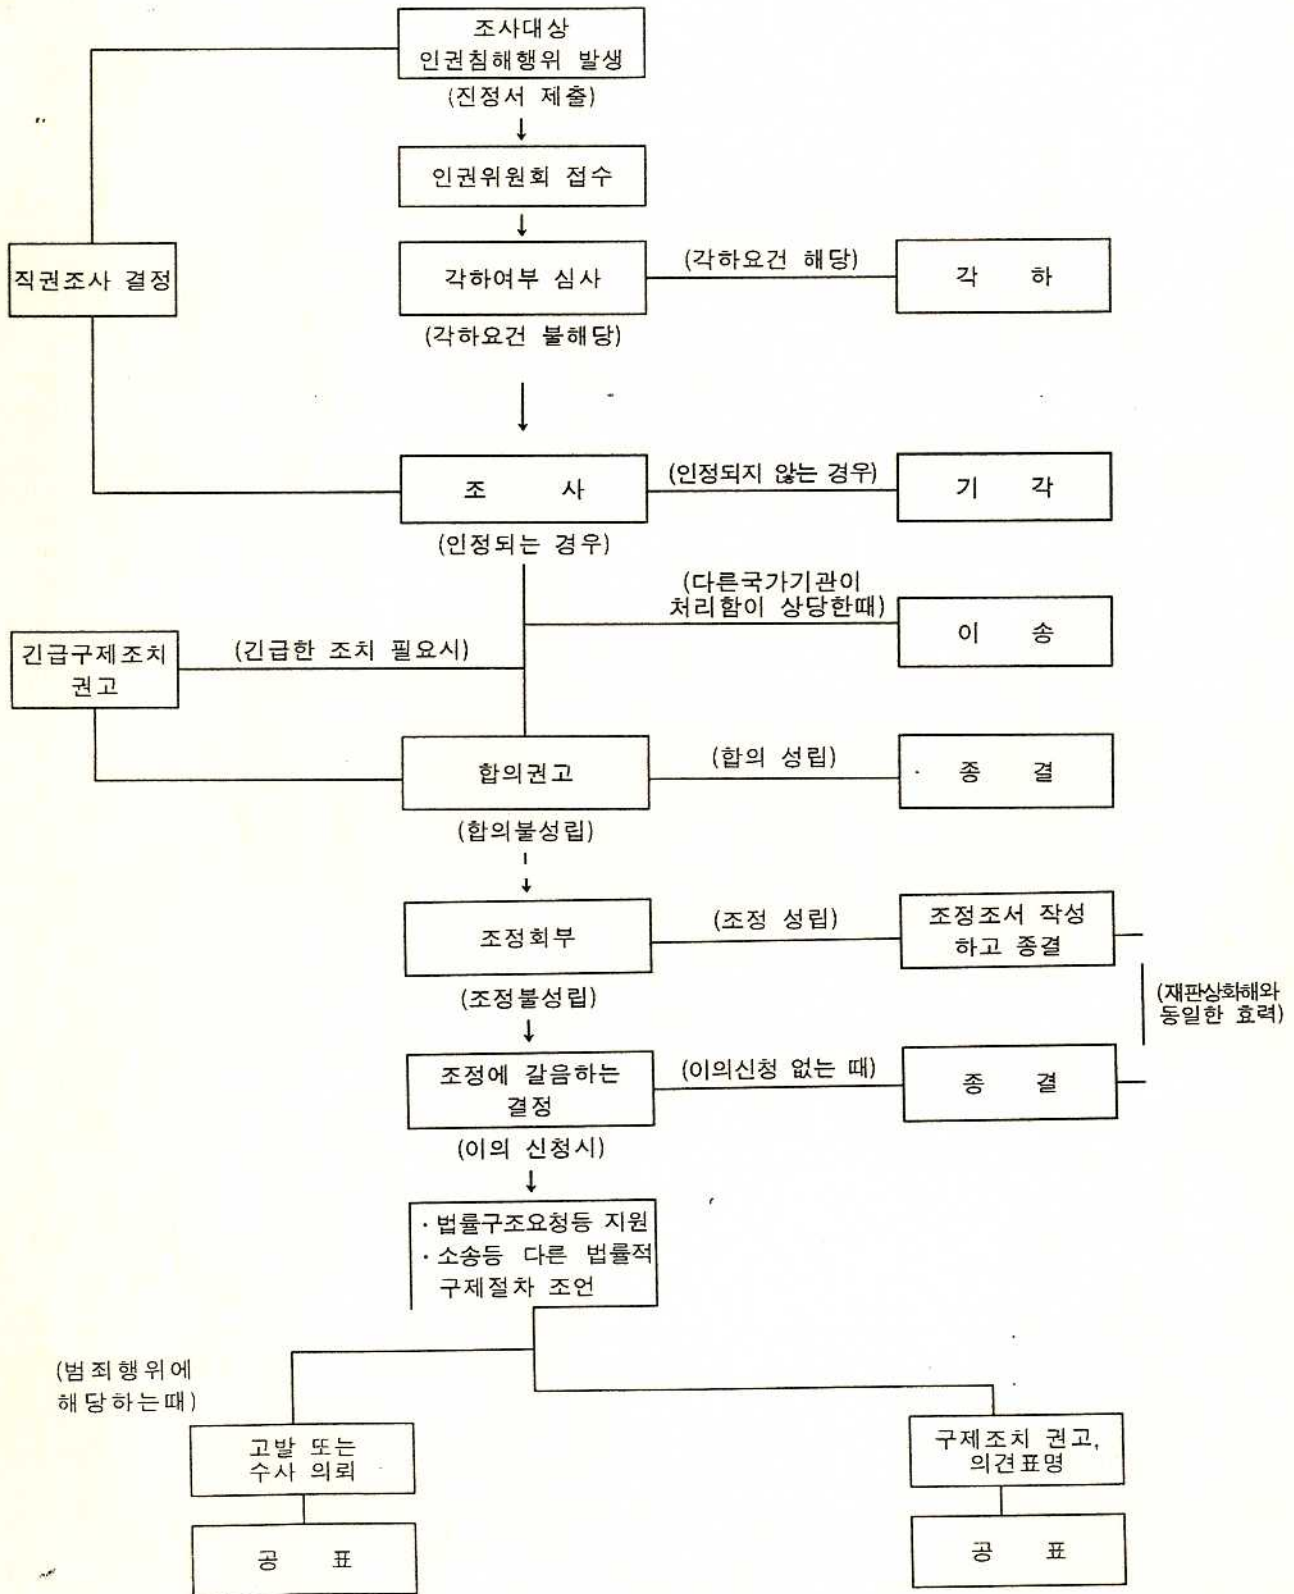 조사대상
인권침해행위 발생
(진정서 제출)
인권위원회 접수
직권조사 결정
각하여부 심사
(각하요건 해당)
각 하
(각하요건 불해당)
조 사
(인정되지 않는 경우)
기 각
(인정되는 경우)
(다른국가기관이
처리함이 상당한때)
이 송
긴급구제조치
권고
(긴급한 조치 필요시)
합의권고
(합의 성립)
종 결
(합의불성립)
조정회부
(조정 성립)
조정조서 작성
하고 종결
(조정불성립)
(재판상화해와
동일한 효력)
조정에 갈음하는
결정
(이의신청 없는 때)
종 결
(이의 신청시)
· 법률구조요청등 지원
· 소송등 다른 법률적
구제절차 조언
(범죄행위에
해당하는때)
고발 또는
수사 의뢰
구제조치 권고,
의견표명
공 표
공 표